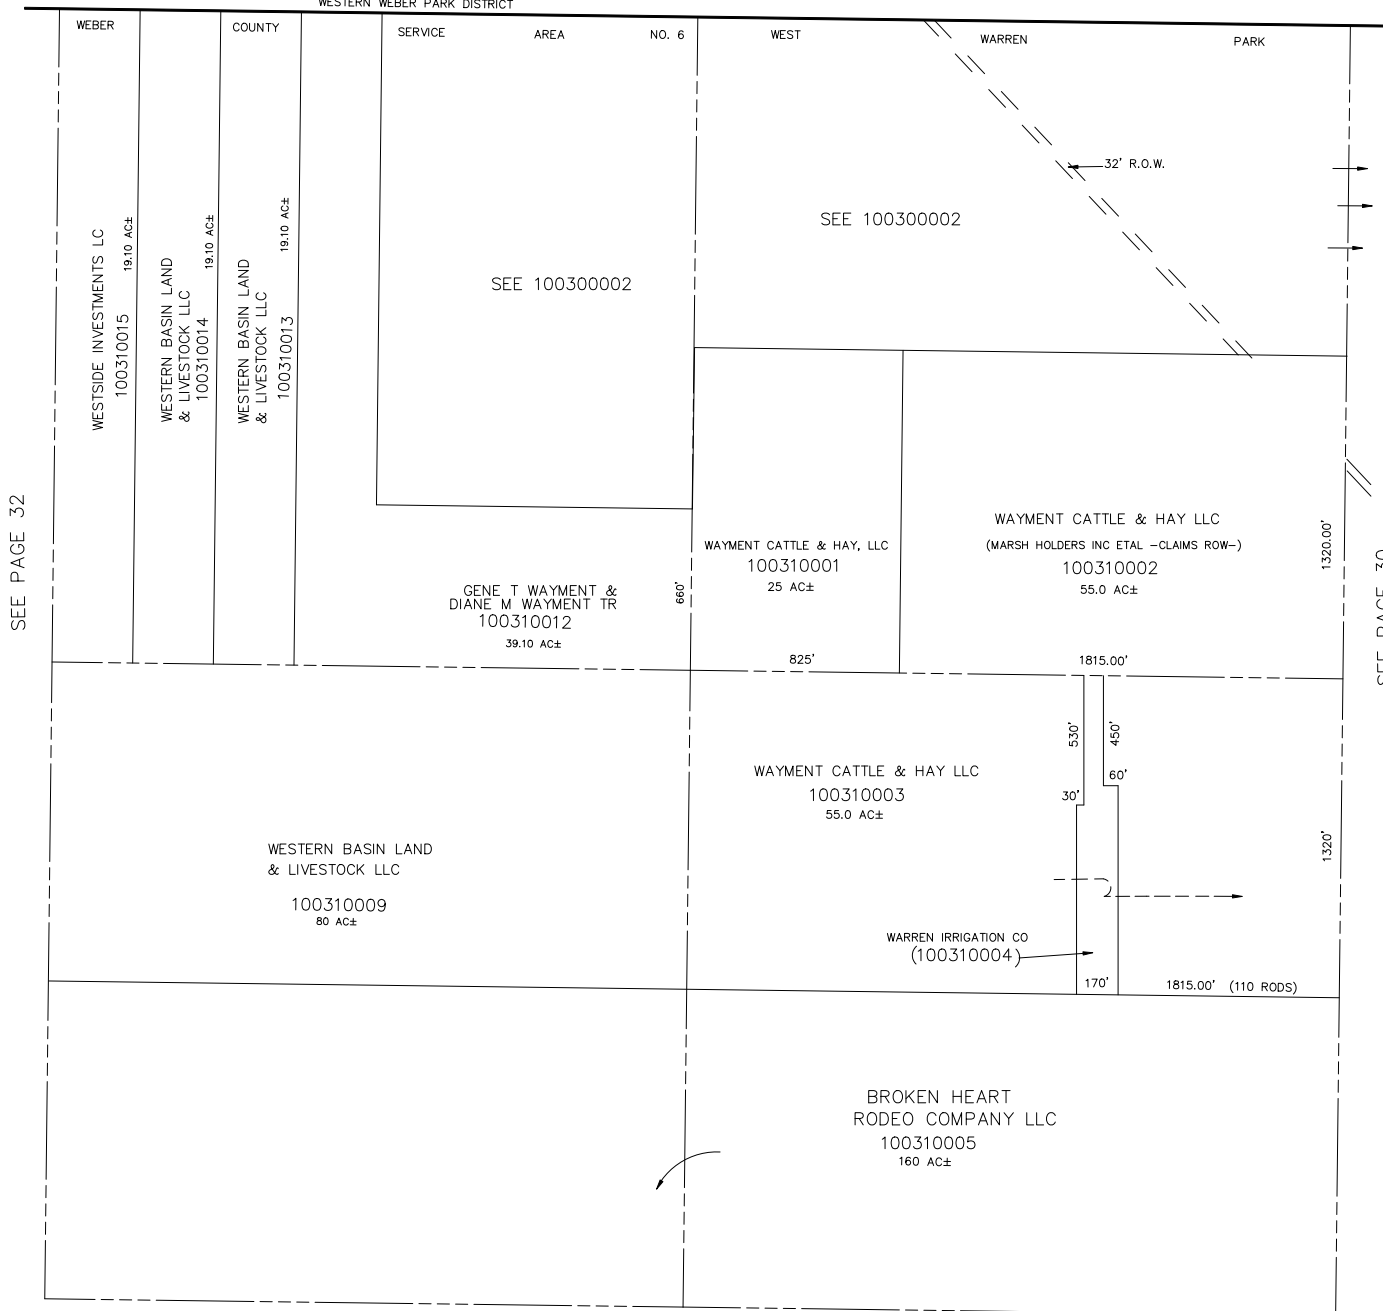 WESTERN WEBER PARK DISTRICT
WEBER
COUNTY
SERVICE AREA NO. 6
WEST WARREN PARK
32' R.O.W.
SEE 100300002
SEE 100300002
WESTSIDE INVESTMENTS LC
100310015
19.10 AC±
WESTERN BASIN LAND
& LIVESTOCK LLC
100310014
19.10 AC±
WESTERN BASIN LAND
& LIVESTOCK LLC
100310013
19.10 AC±
SEE PAGE 32
GENE T WAYMENT &
DIANE M WAYMENT TR
100310012
39.10 AC±
660'
WAYMENT CATTLE & HAY, LLC
100310001
25 AC±
825'
WAYMENT CATTLE & HAY LLC
(MARSH HOLDERS INC ETAL -CLAIMS ROW-)
100310002
55.0 AC±
1320.00'
1815.00'
SEE PAGE 30
530'
450'
60'
30'
WAYMENT CATTLE & HAY LLC
100310003
55.0 AC±
1320'
WESTERN BASIN LAND
& LIVESTOCK LLC
100310009
80 AC±
WARREN IRRIGATION CO
(100310004)
170'
1815.00' (110 RODS)
BROKEN HEART
RODEO COMPANY LLC
100310005
160 AC±